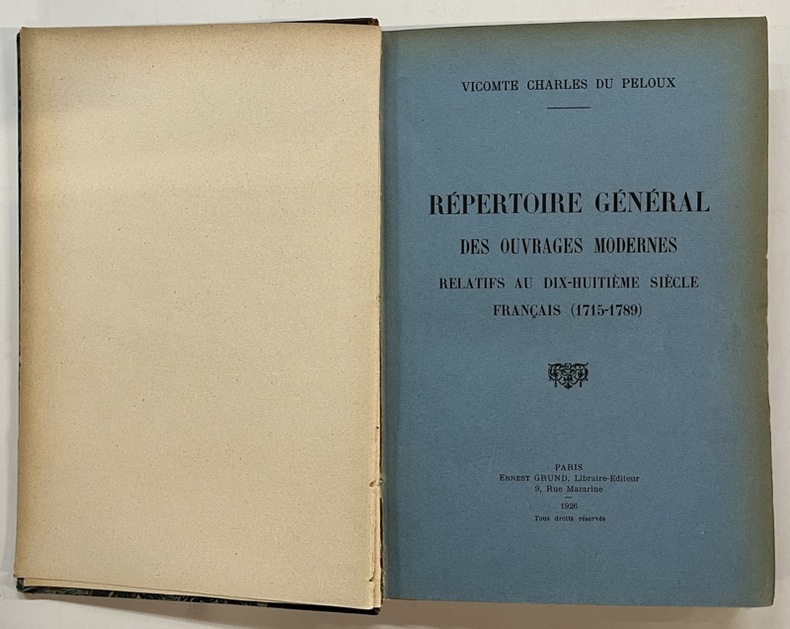 VICOMTE CHARLES DU PELOUX
RÉPERTOIRE GÉNÉRAL
DES OUVRAGES MODERNES
RELATIFS AU DIX-HUITIÈME SIÈCLE
FRANÇAIS (1715-1789)
PARIS
ERNEST GRUND, Libraire-Editeur
9, Rue Mazarine
1926
Tous droits réservés